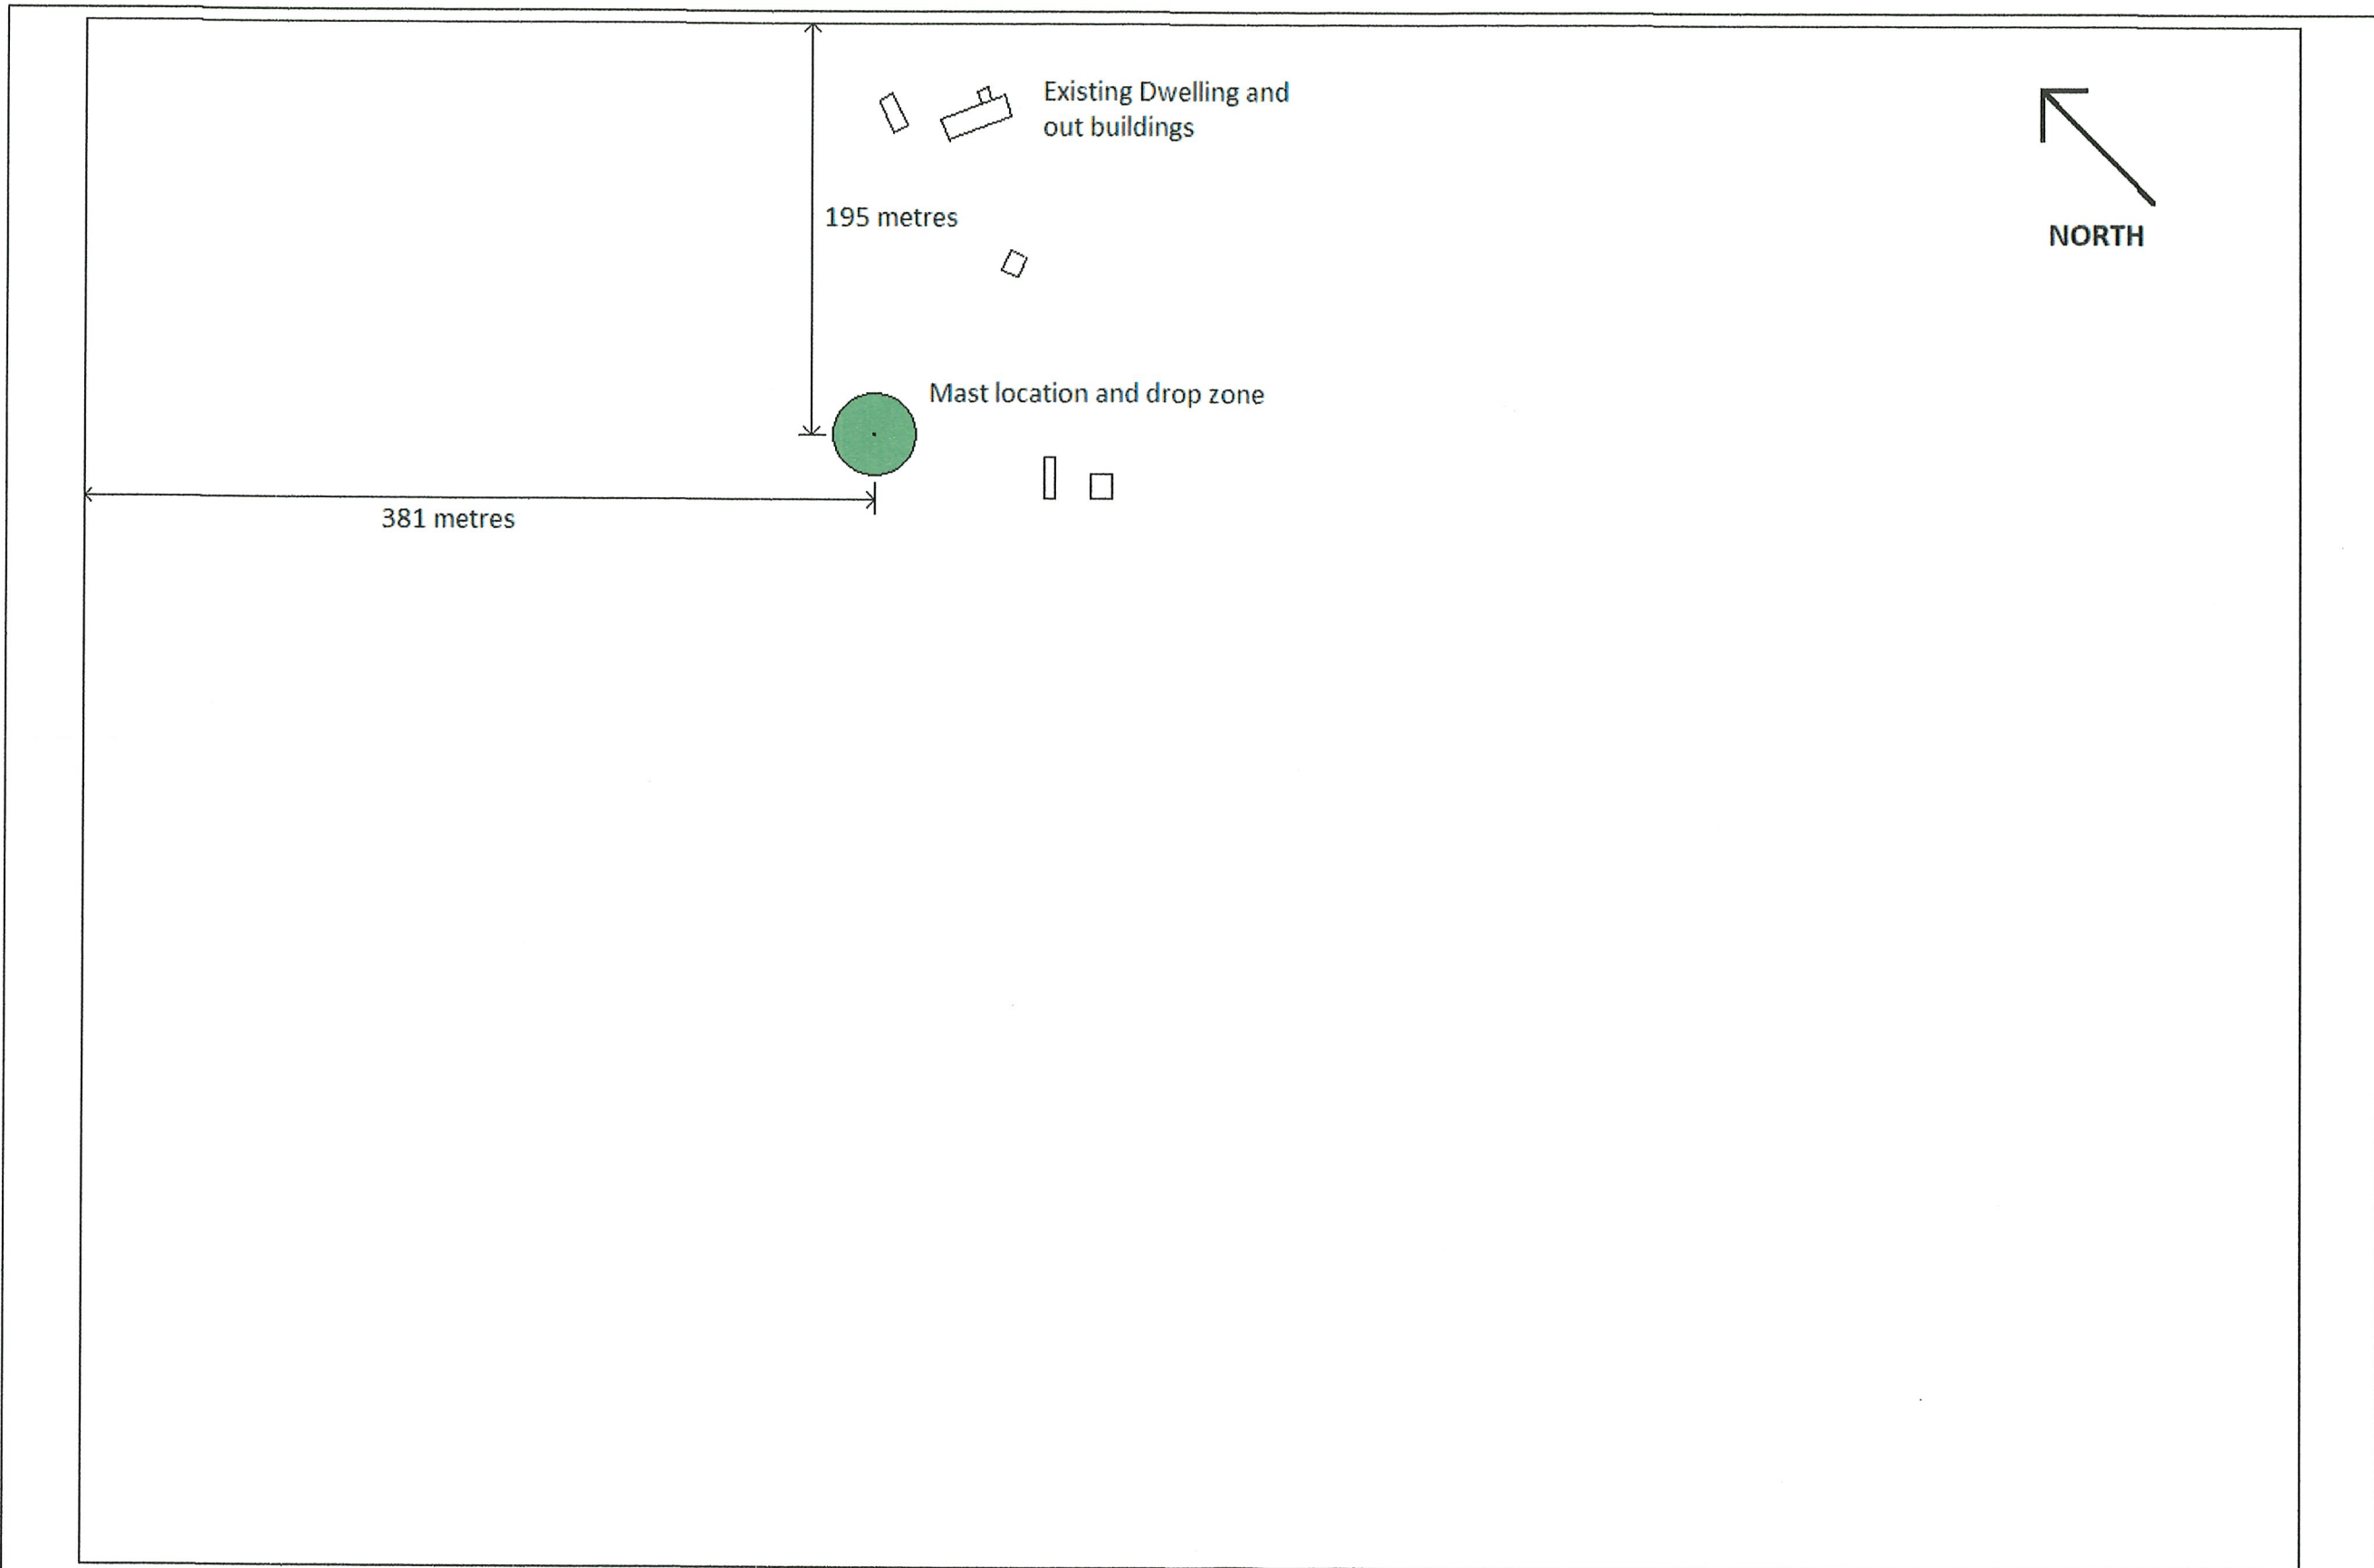 Existing Dwelling and
out buildings
195 metres
NORTH
Mast location and drop zone
381 metres